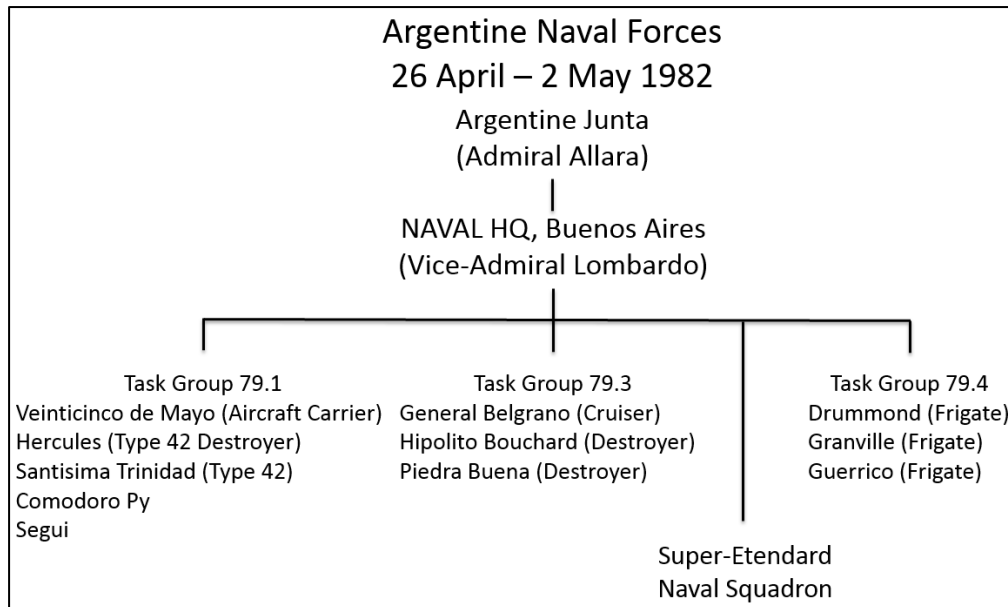 Argentine Naval Forces
26 April – 2 May 1982
Argentine Junta
(Admiral Allara)
NAVAL HQ, Buenos Aires
(Vice-Admiral Lombardo)
Task Group 79.1
Veinticinco de Mayo (Aircraft Carrier)
Hercules (Type 42 Destroyer)
Santisima Trinidad (Type 42)
Comodoro Py
Segui
Task Group 79.3
General Belgrano (Cruiser)
Hipolito Bouchard (Destroyer)
Piedra Buena (Destroyer)
Task Group 79.4
Drummond (Frigate)
Granville (Frigate)
Guerrico (Frigate)
Super-Etendard
Naval Squadron